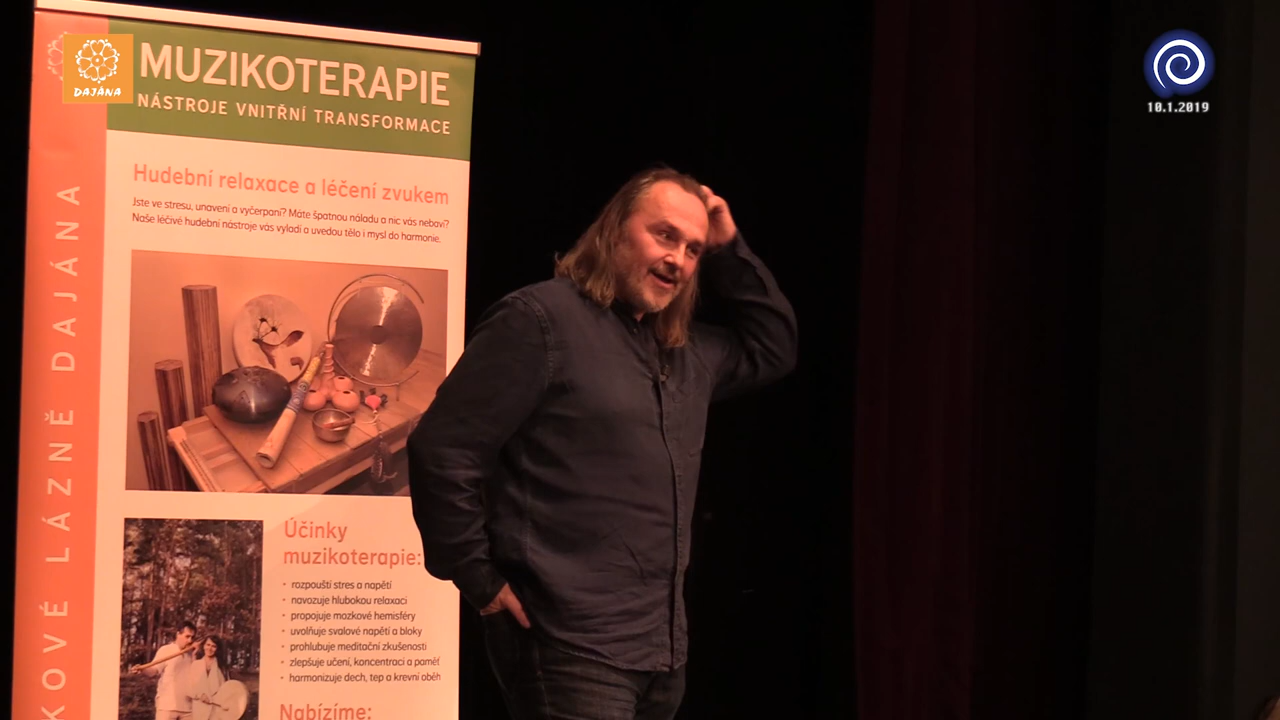 MUZIKOTERAPIE
NÁSTROJE VNITŘNÍ TRANSFORMACE
DAJÁNA
10.1.2019
Hudební relaxace a léčení zvukem
Jste ve stresu, unavení a vyčerpaní? Máte špatnou náladu a nic vás nebaví?
Naše léčivé hudební nástroje vás vyladí a uvedou tělo i mysl do harmonie.
KOVÉ LÁZNĚ DAJÁNA
Účinky
muzikoterapie:
• rozpouští stres a napětí
• navozuje hlubokou relaxaci
• propojuje mozkové hemisféry
• uvolňuje svalové napětí a bloky
• prohlubuje meditační zkušenosti
• zlepšuje učení, koncentraci a paměť
• harmonizuje dech, tep a krevní oběh
Nabízíme: